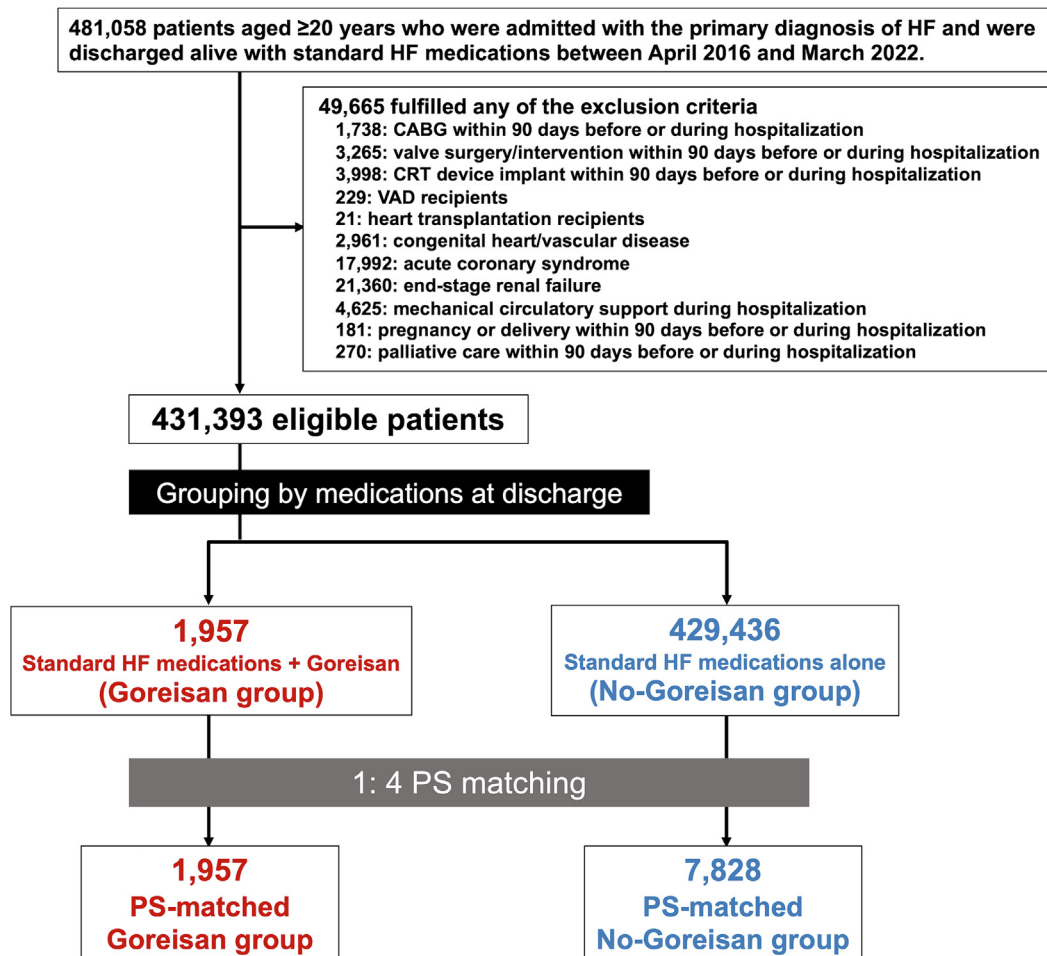 481,058 patients aged ≥20 years who were admitted with the primary diagnosis of HF and were
discharged alive with standard HF medications between April 2016 and March 2022.
49,665 fulfilled any of the exclusion criteria
1,738: CABG within 90 days before or during hospitalization
3,265: valve surgery/intervention within 90 days before or during hospitalization
3,998: CRT device implant within 90 days before or during hospitalization
229: VAD recipients
21: heart transplantation recipients
2,961: congenital heart/vascular disease
17,992: acute coronary syndrome
21,360: end-stage renal failure
4,625: mechanical circulatory support during hospitalization
181: pregnancy or delivery within 90 days before or during hospitalization
270: palliative care within 90 days before or during hospitalization
431,393 eligible patients
Grouping by medications at discharge
1,957
Standard HF medications + Goreisan
(Goreisan group)
429,436
Standard HF medications alone
(No-Goreisan group)
1: 4 PS matching
1,957
PS-matched
Goreisan group
7,828
PS-matched
No-Goreisan group